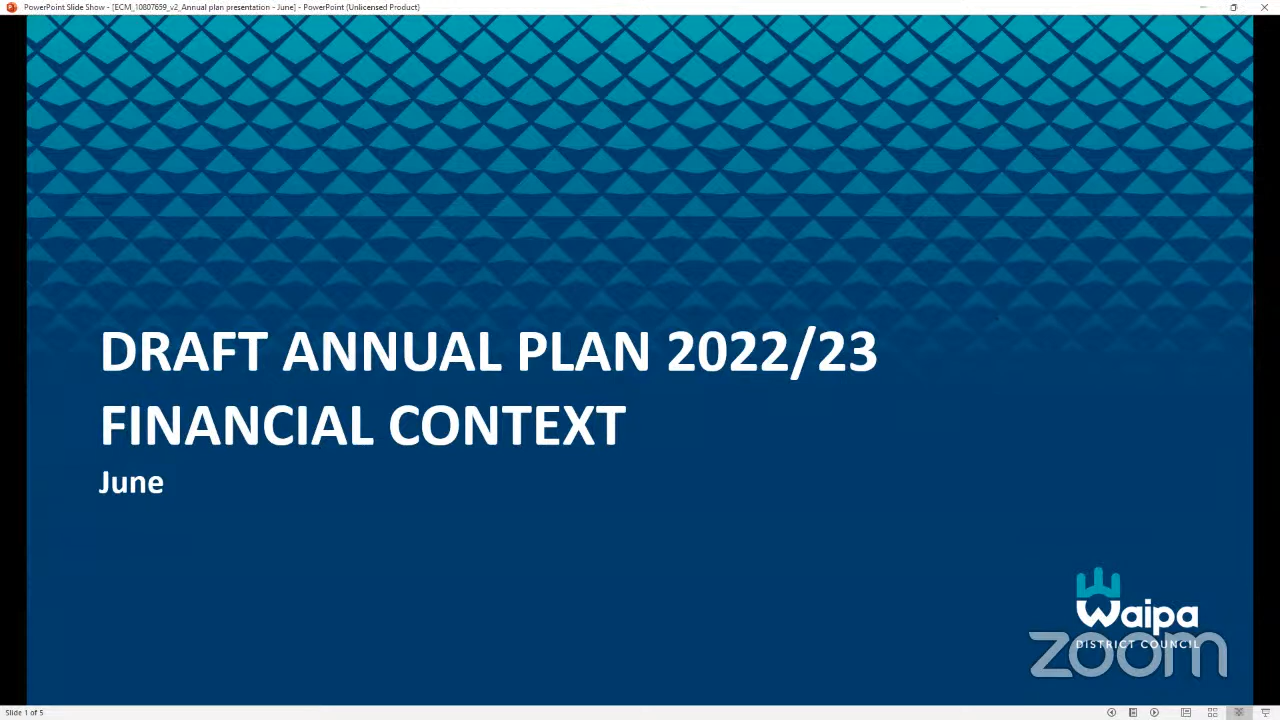 PowerPoint Slide Show - [ECM_10807659_v2_Annual plan presentation - June] - PowerPoint (Unlicensed Product)
DRAFT ANNUAL PLAN 2022/23
FINANCIAL CONTEXT
June
Waipa
DISTRICT COUNCIL
zoom
Slide 1 of 5